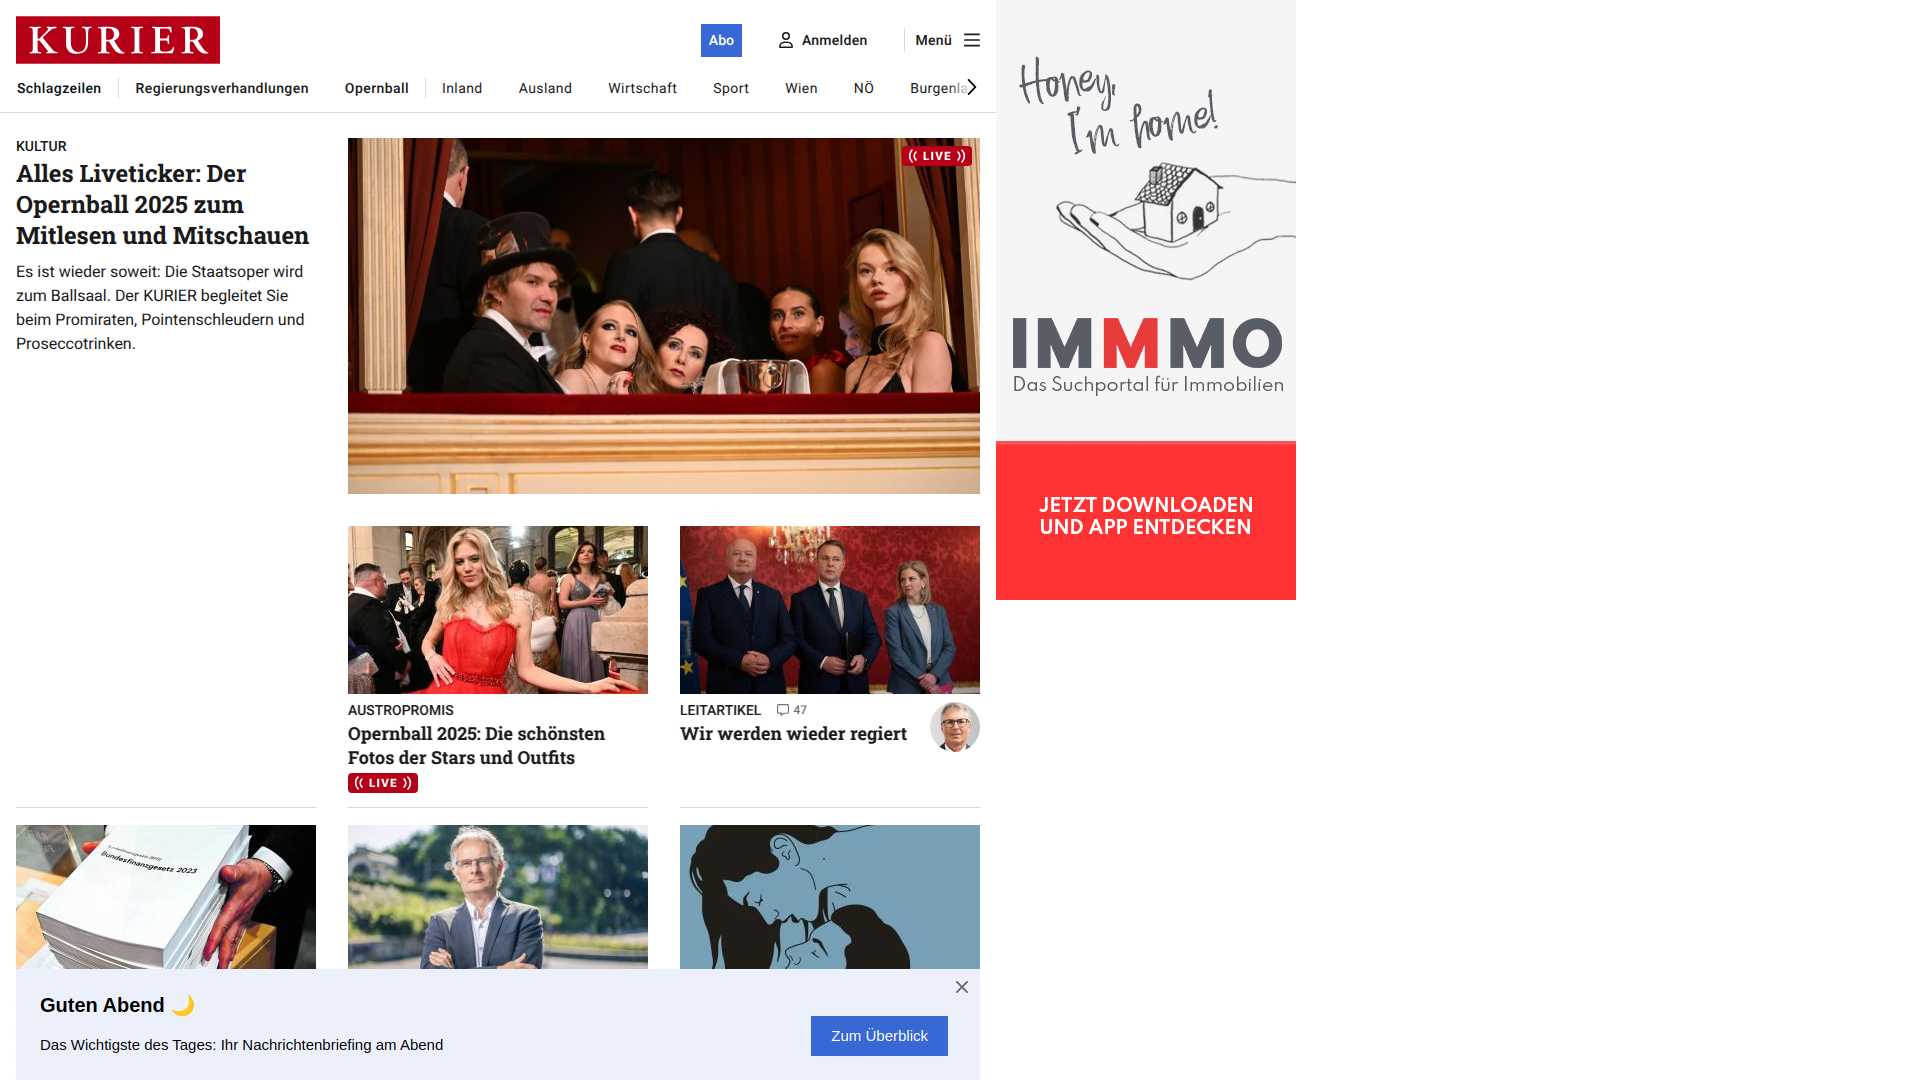 KURIER
Abo
Anmelden
Menü
Schlagzeilen
Regierungsverhandlungen
Opernball
Inland
Ausland
Wirtschaft
Sport
Wien
NÖ
Burgenla
KULTUR
Alles Liveticker: Der
Opernball 2025 zum
Mitlesen und Mitschauen
Es ist wieder soweit: Die Staatsoper wird
zum Ballsaal. Der KURIER begleitet Sie
beim Promiraten, Pointenschleudern und
Proseccotrinken.
LIVE
AUSTROPROMIS
Opernball 2025: Die schönsten
Fotos der Stars und Outfits
LIVE
LEITARTIKEL
47
Wir werden wieder regiert
Bundesfinanzgesetz 2023
Guten Abend 🌙
Das Wichtigste des Tages: Ihr Nachrichtenbriefing am Abend
Zum Überblick
Honey,
I'm home!
IMMMO
Das Suchportal für Immobilien
JETZT DOWNLOADEN
UND APP ENTDECKEN